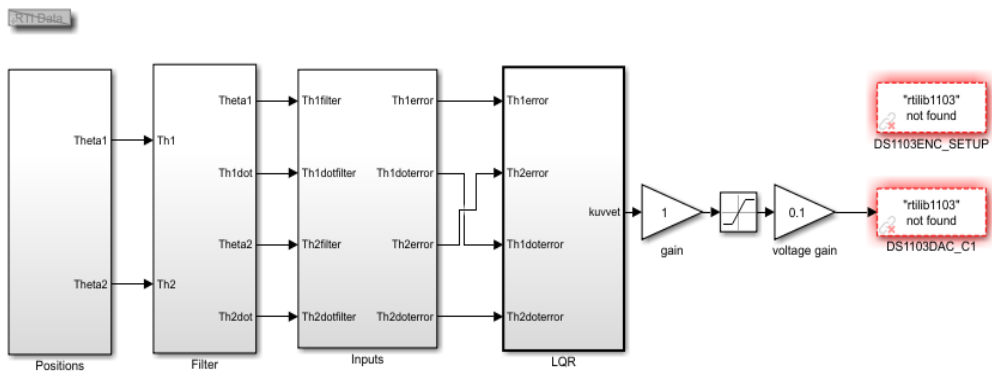 RTI Data
Positions
Theta1
Theta2
Filter
Th1
Th2
Theta1
Th1dot
Theta2
Th2dot
Inputs
Th1filter
Th1dotfilter
Th2filter
Th2dotfilter
Th1error
Th1doterror
Th2error
Th2doterror
LQR
Th1error
Th2error
Th1doterror
Th2doterror
kuvvet
1
gain
0.1
voltage gain
"rtilib1103"
not found
DS1103ENC_SETUP
"rtilib1103"
not found
DS1103DAC_C1